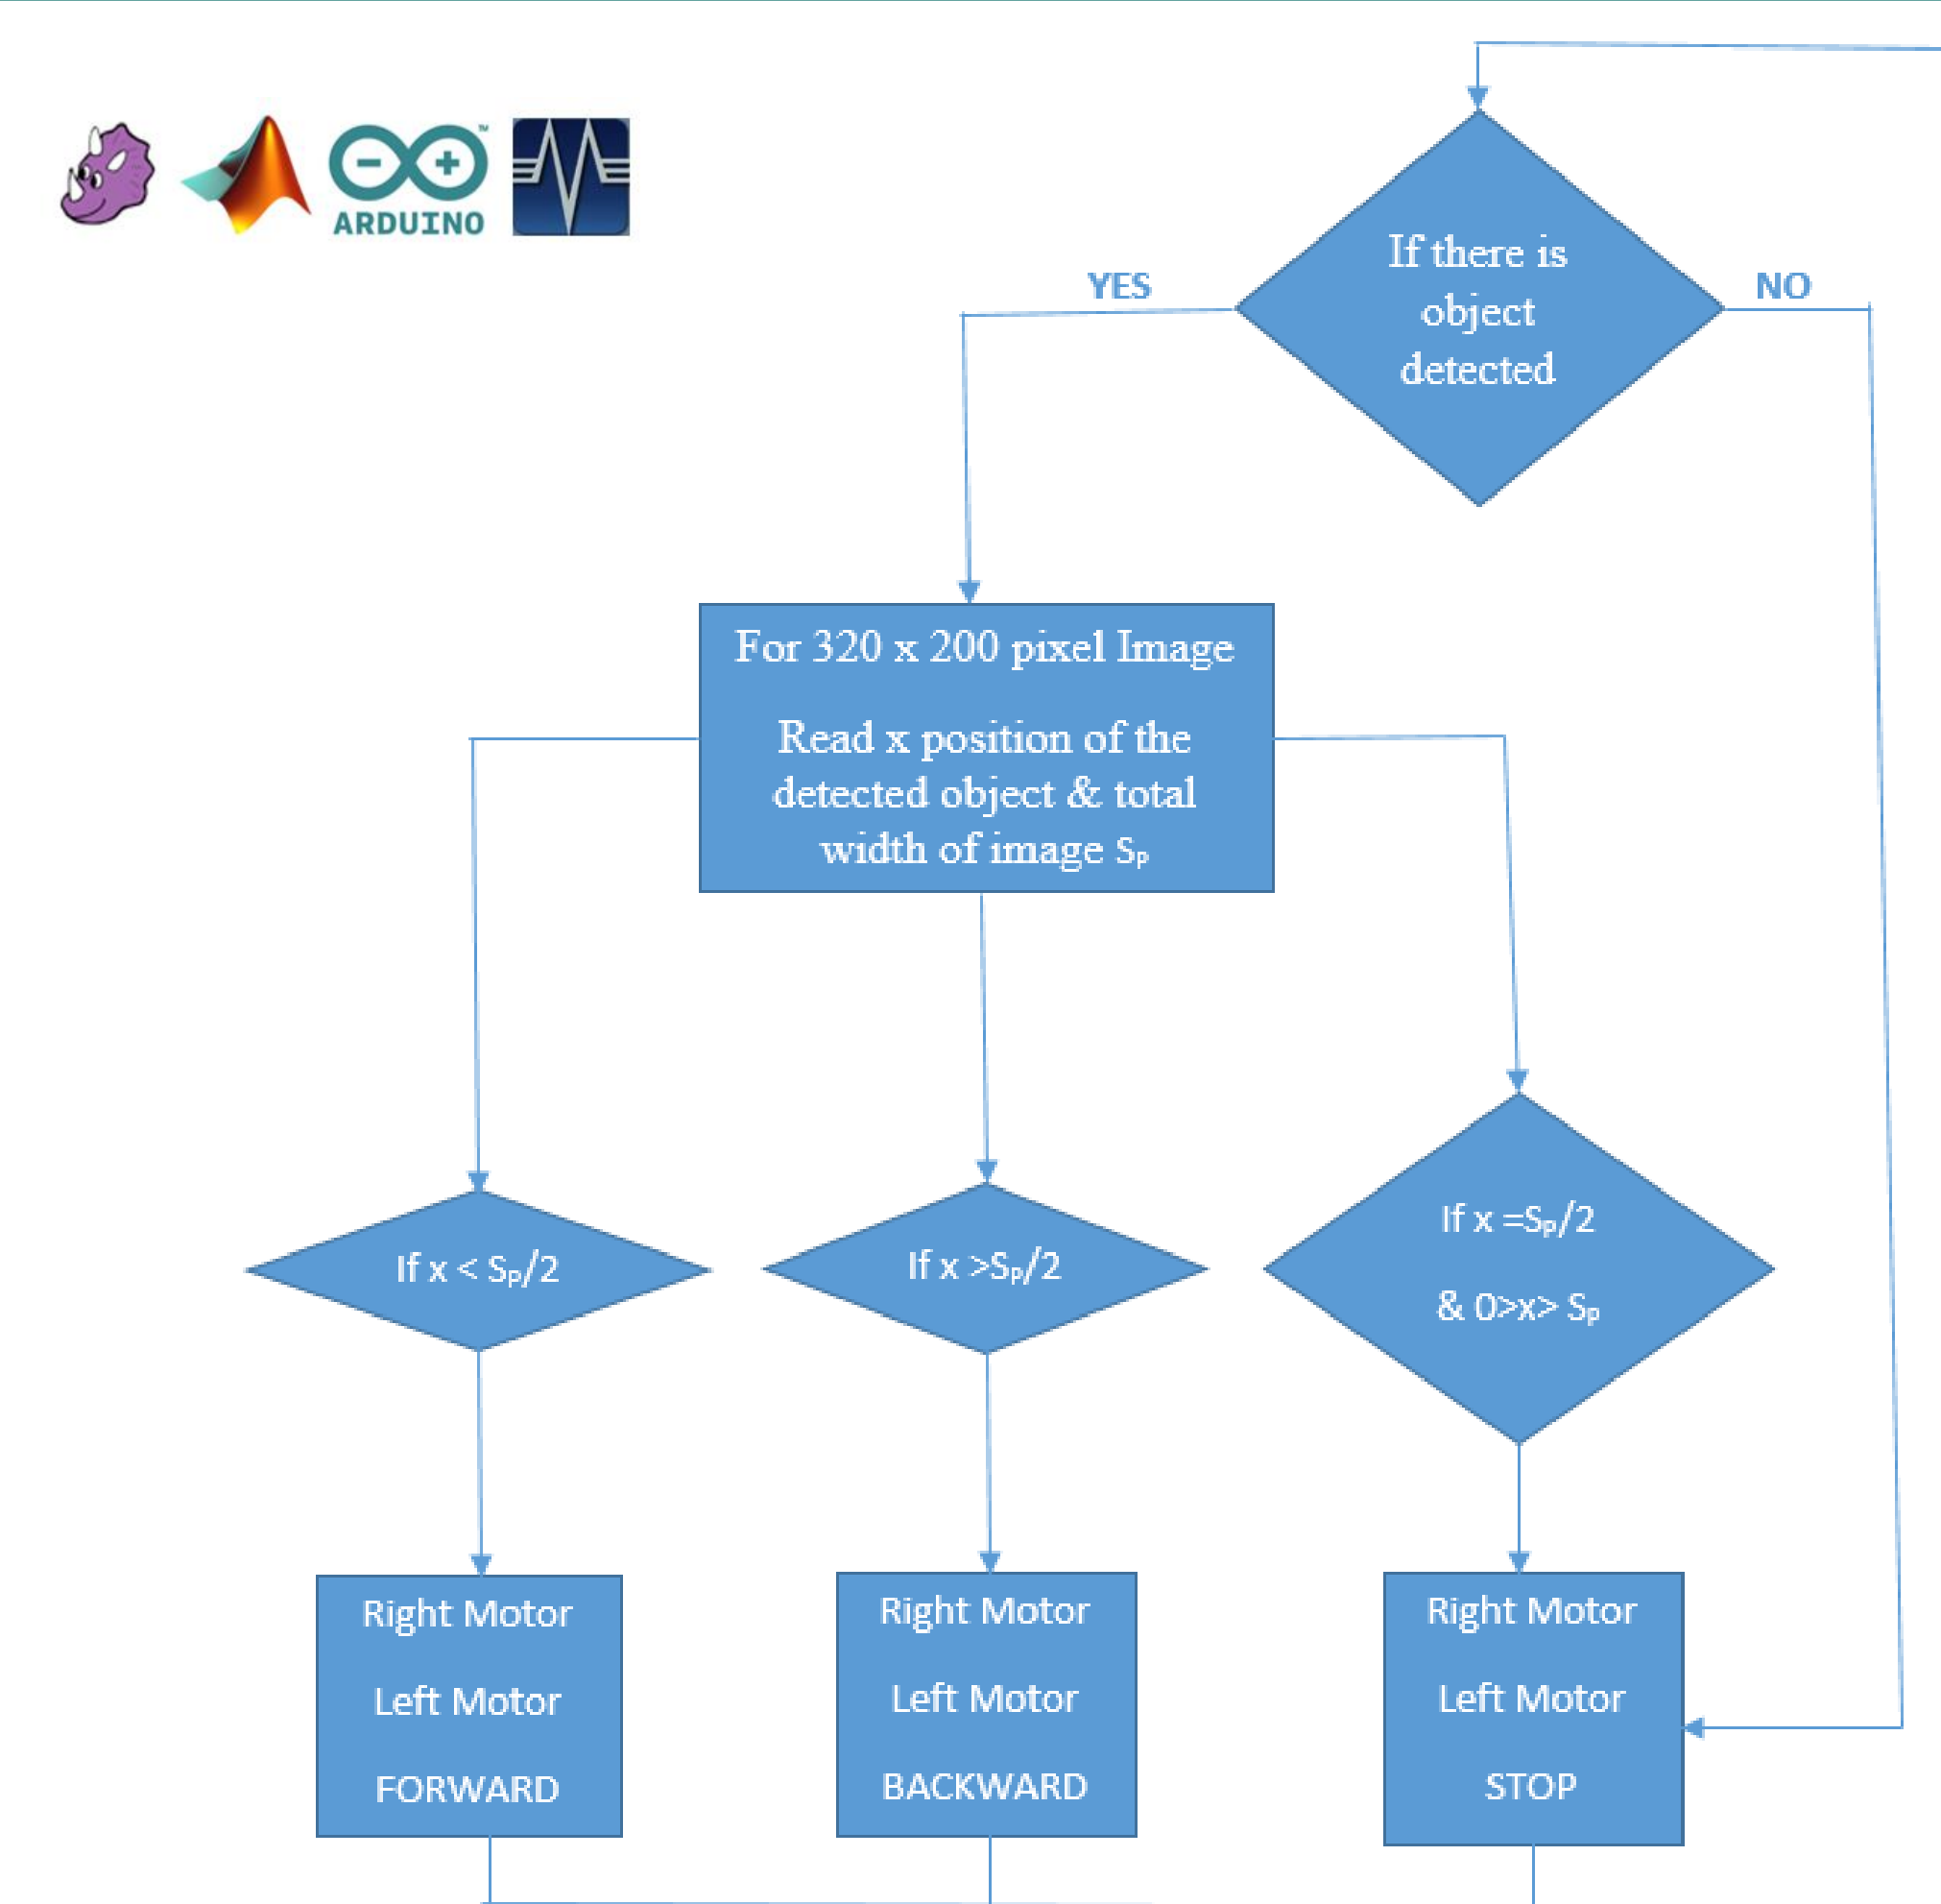 ARDUINO
TM
If there is
object
detected
YES
NO
For 320 x 200 pixel Image
Read x position of the
detected object & total
width of image Sₚ
If x < Sₚ/2
If x >Sₚ/2
If x =Sₚ/2
& 0>x> Sₚ
Right Motor
Left Motor
FORWARD
Right Motor
Left Motor
BACKWARD
Right Motor
Left Motor
STOP